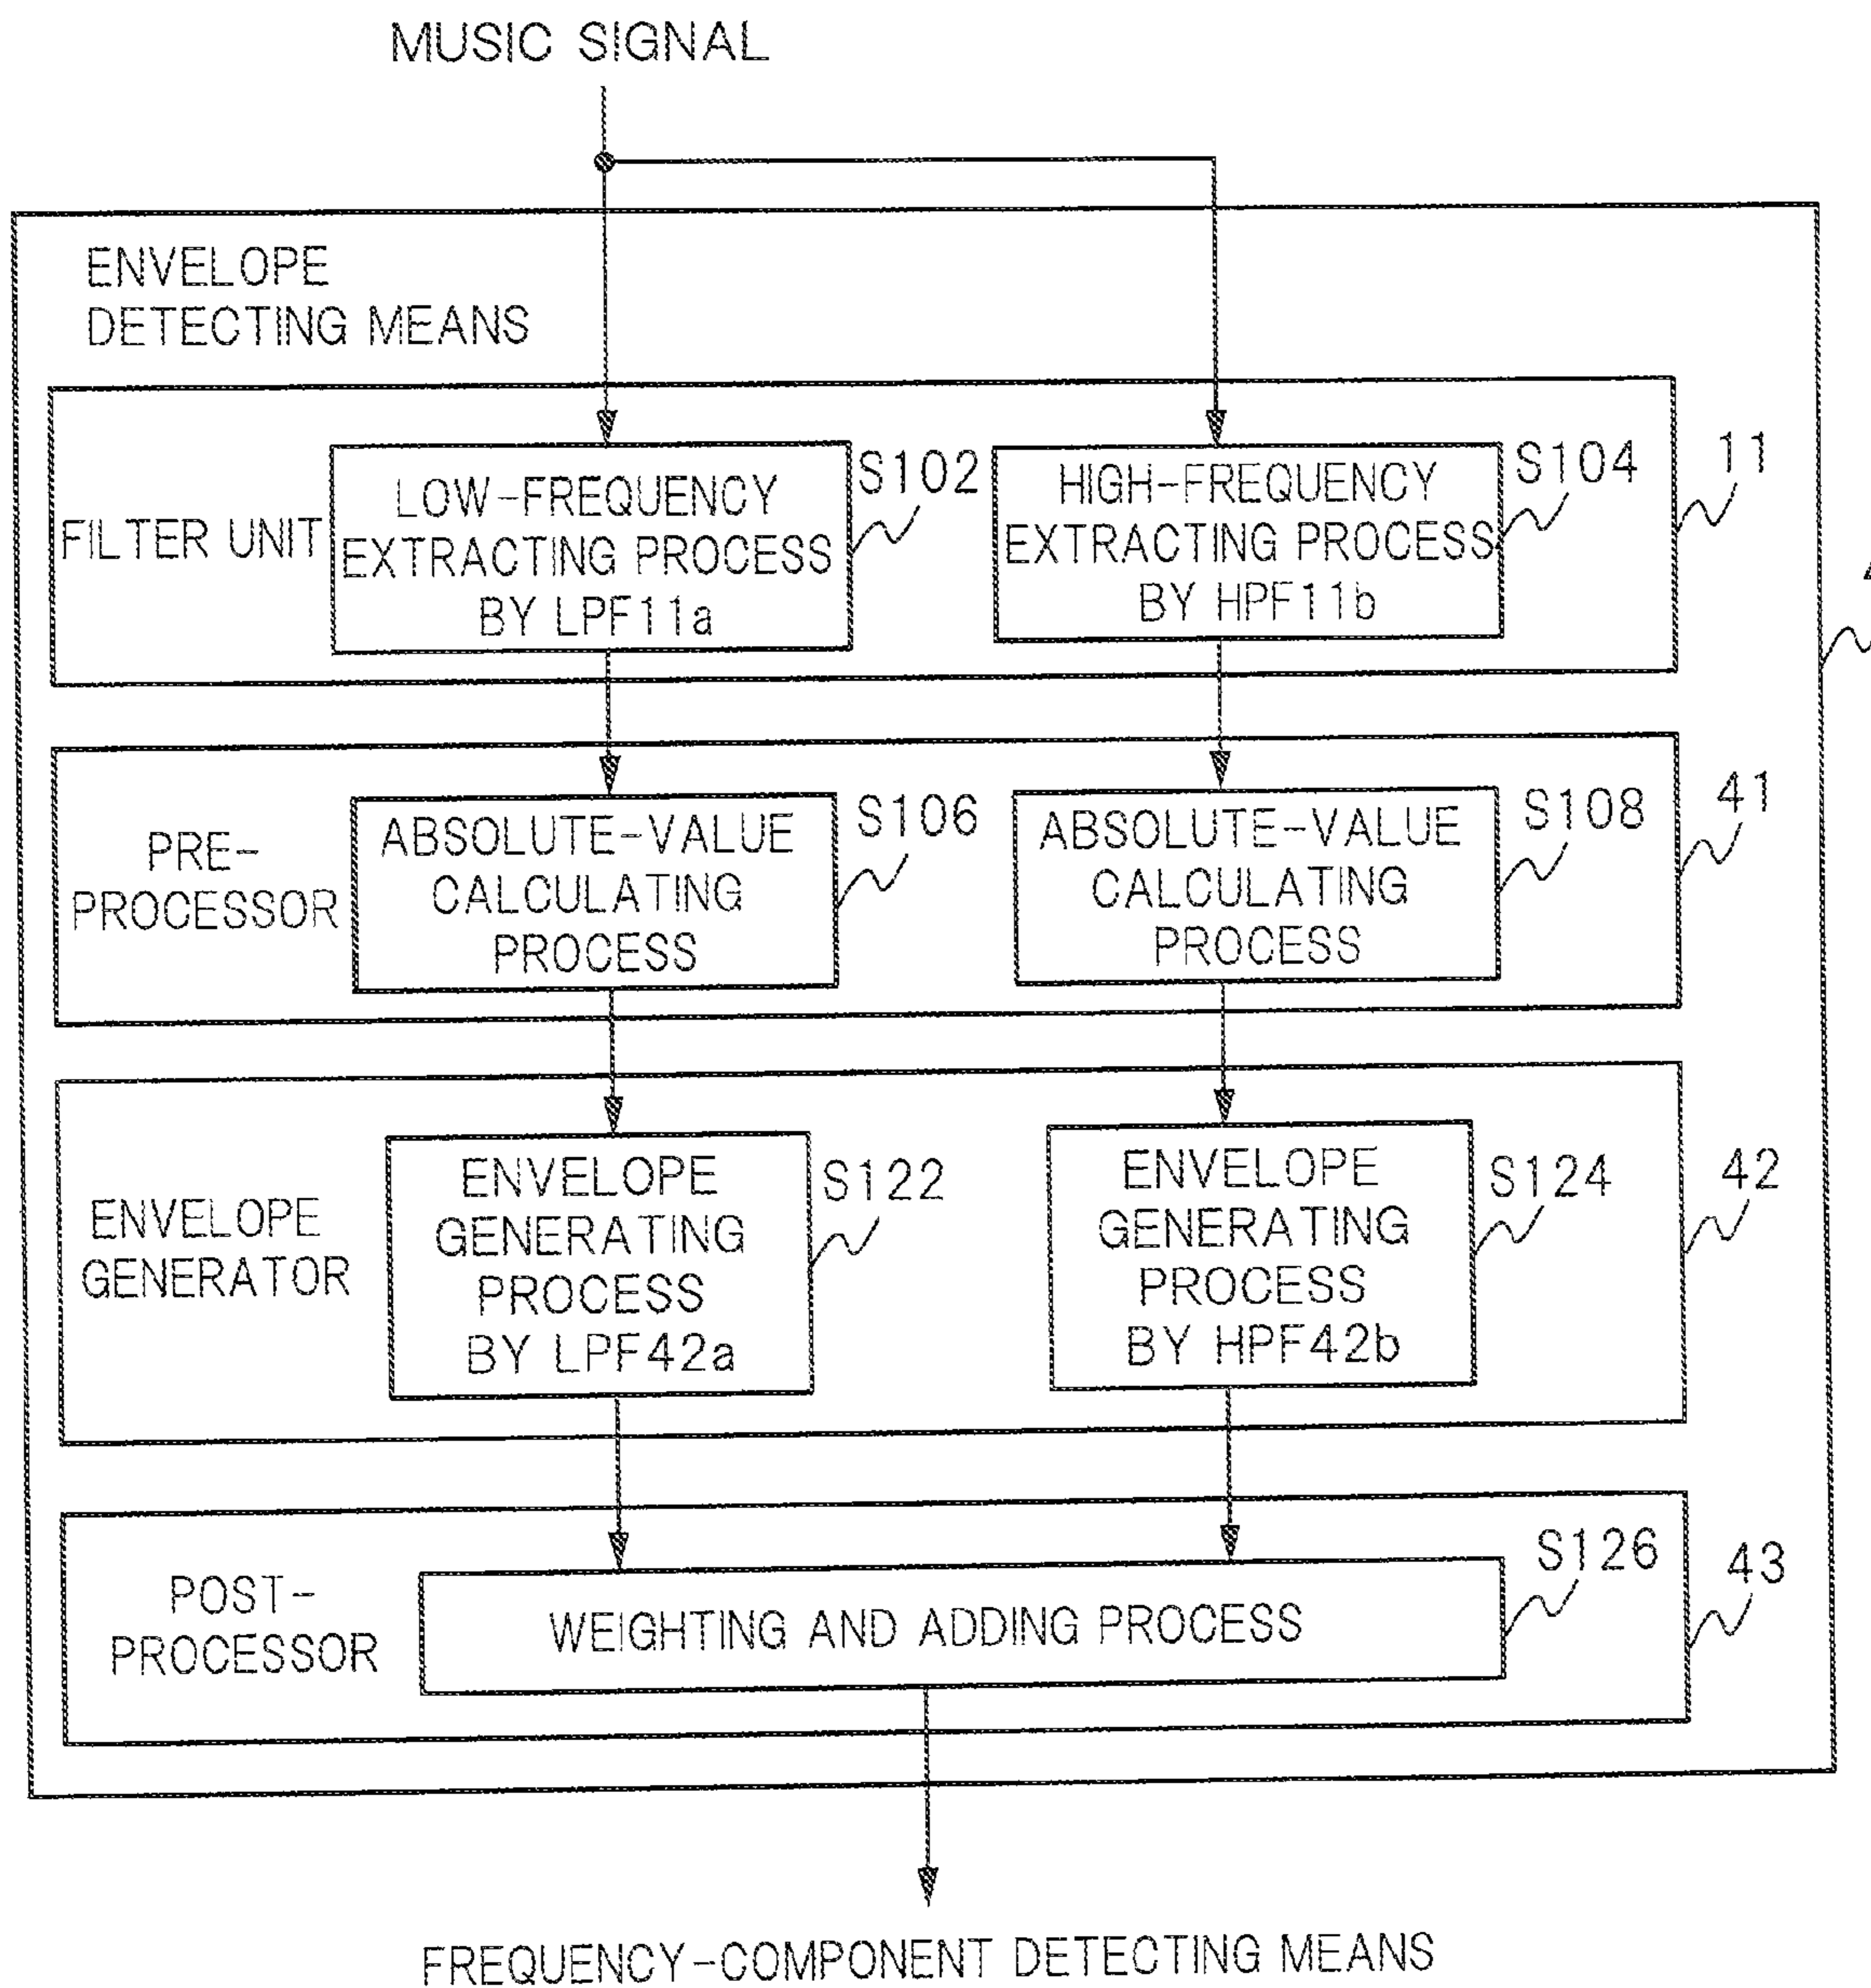 MUSIC SIGNAL
ENVELOPE
DETECTING MEANS
FILTER UNIT
LOW-FREQUENCY
EXTRACTING PROCESS
BY LPF11a
S102
HIGH-FREQUENCY
EXTRACTING PROCESS
BY HPF11b
S104
11
PRE-
PROCESSOR
ABSOLUTE-VALUE
CALCULATING
PROCESS
S106
ABSOLUTE-VALUE
CALCULATING
PROCESS
S108
41
ENVELOPE
GENERATOR
ENVELOPE
GENERATING
PROCESS
BY LPF42a
S122
ENVELOPE
GENERATING
PROCESS
BY HPF42b
S124
42
POST-
PROCESSOR
WEIGHTING AND ADDING PROCESS
S126
43
FREQUENCY-COMPONENT DETECTING MEANS